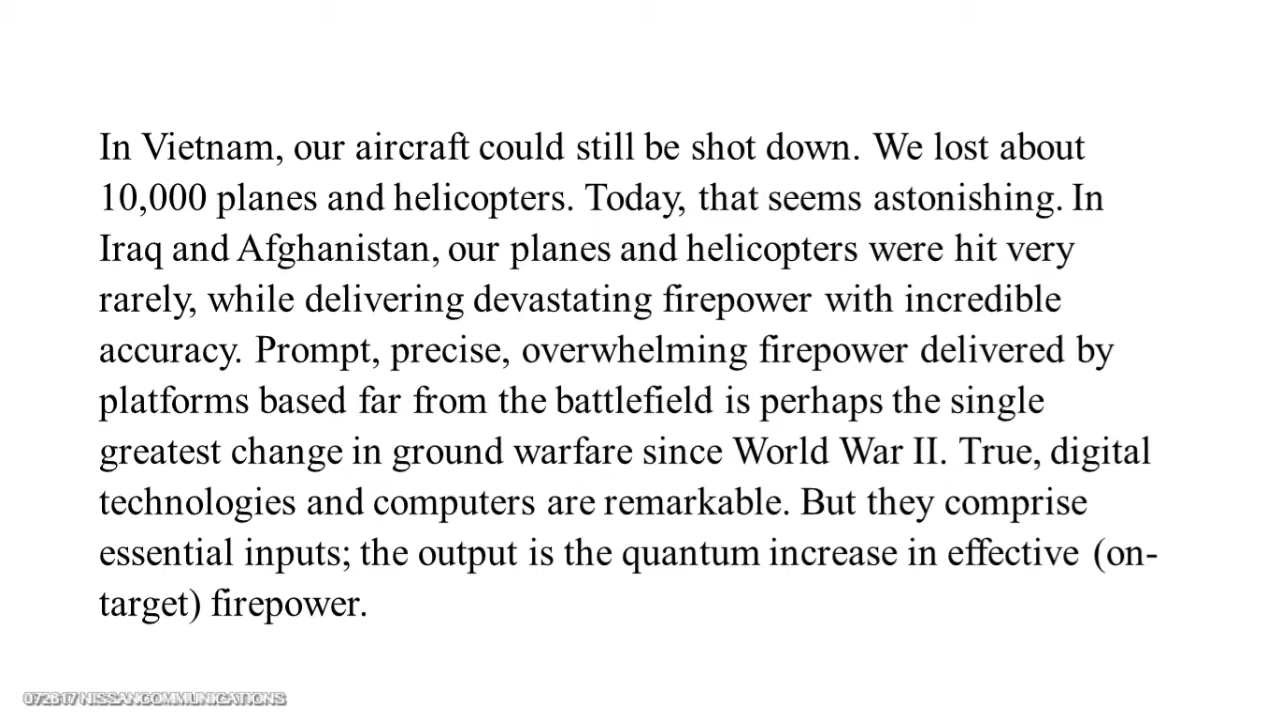 In Vietnam, our aircraft could still be shot down. We lost about
10,000 planes and helicopters. Today, that seems astonishing. In
Iraq and Afghanistan, our planes and helicopters were hit very
rarely, while delivering devastating firepower with incredible
accuracy. Prompt, precise, overwhelming firepower delivered by
platforms based far from the battlefield is perhaps the single
greatest change in ground warfare since World War II. True, digital
technologies and computers are remarkable. But they comprise
essential inputs; the output is the quantum increase in effective (on-
target) firepower.
072817 NISSANCOMMUNICATIONS